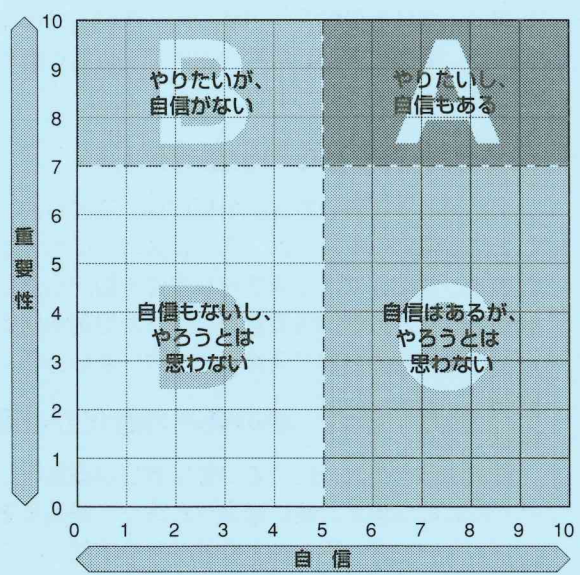 10
9
8
7
6
5
4
3
2
1
0
重要性
B
やりたいが、
自信がない
A
やりたいし、
自信もある
D
自信もないし、
やろうとは
思わない
C
自信はあるが、
やろうとは
思わない
0 1 2 3 4 5 6 7 8 9 10
自 信